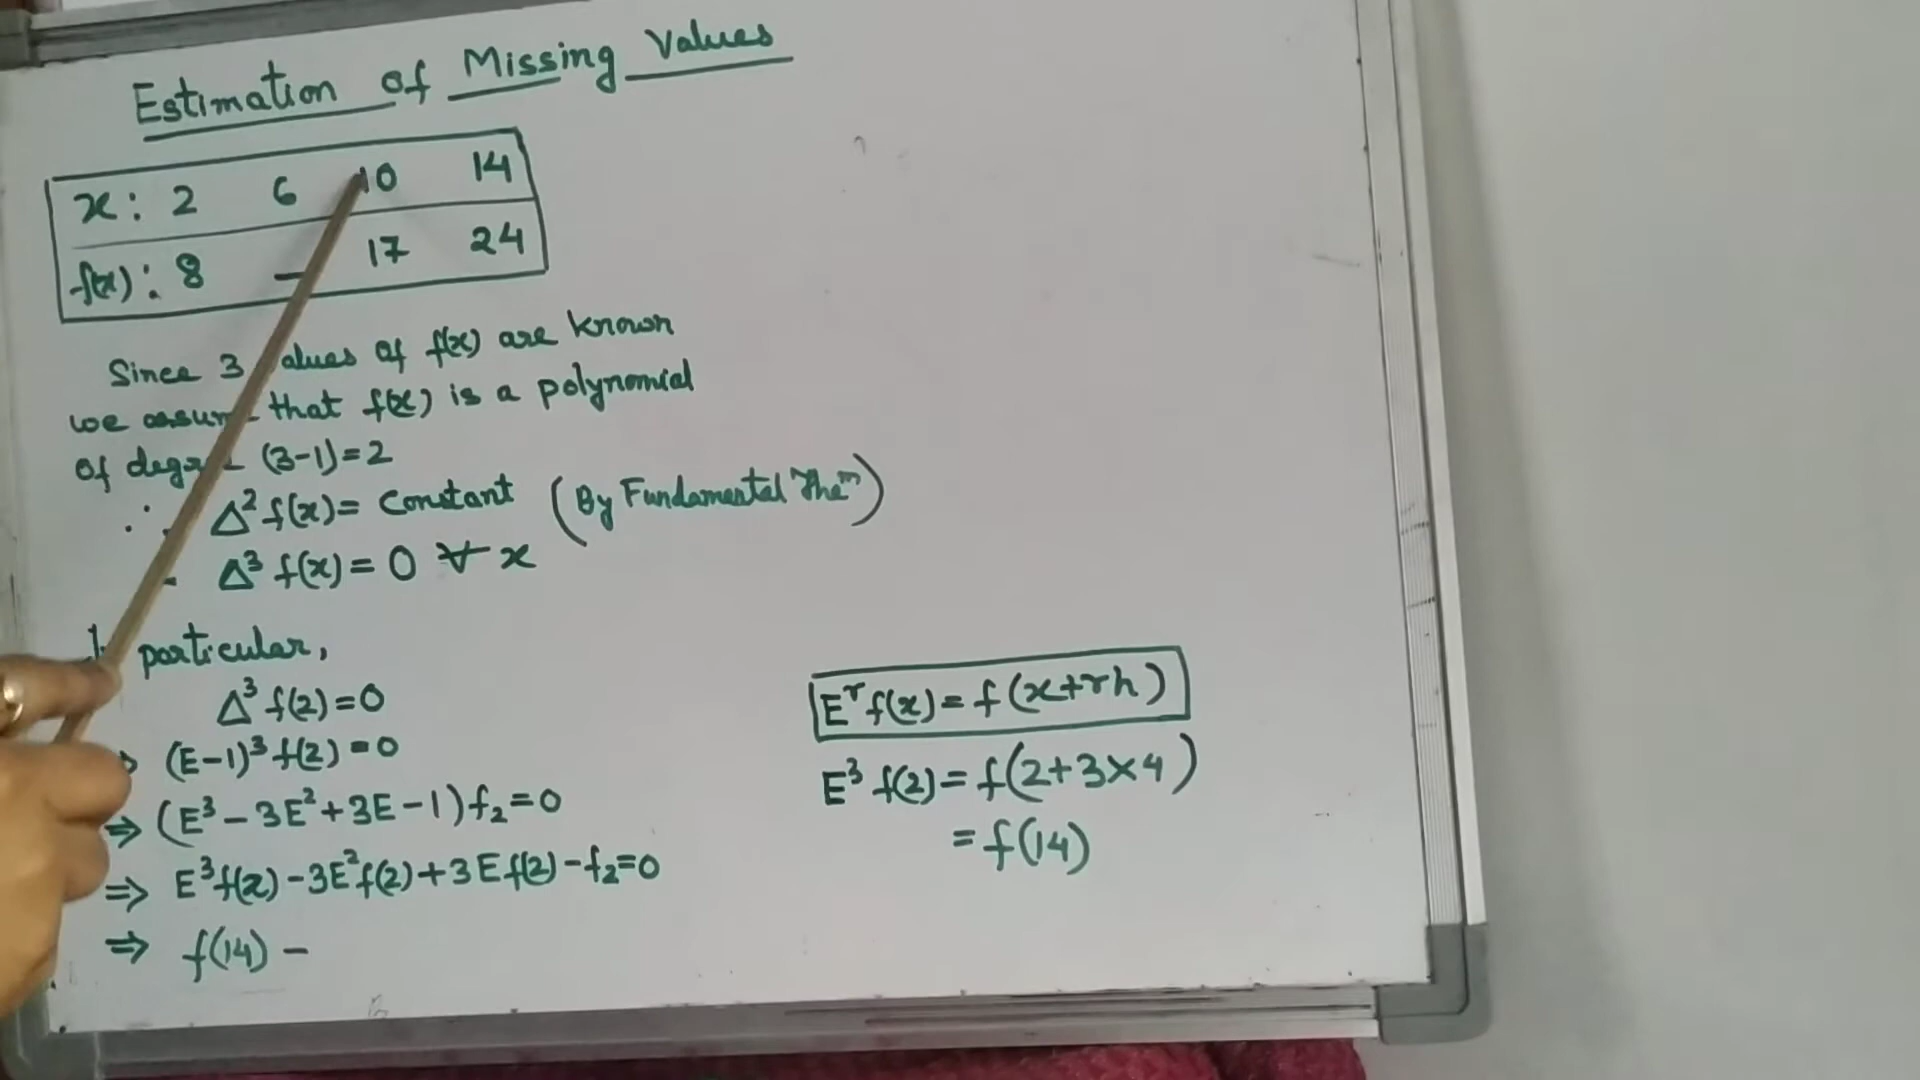 Estimation of Missing Values
x: 2 6 10 14
f(x): 8 – 17 24
Since 3 values of f(x) are known
we assume that f(x) is a polynomial
of degree (3-1)=2
∴ Δ² f(x)= Constant (By Fundamental Theᵐ)
Δ³ f(x)=0 ∀ x
particular,
Δ³ f(2)=0
(E-1)³ f(2)=0
⇒ (E³-3E²+3E-1)f₂=0
⇒ E³f(2)-3E²f(2)+3Ef(2)-f₂=0
⇒ f(14) –
Eʳ f(x)= f(x+rh)
E³ f(2)= f(2+3×4)
= f(14)